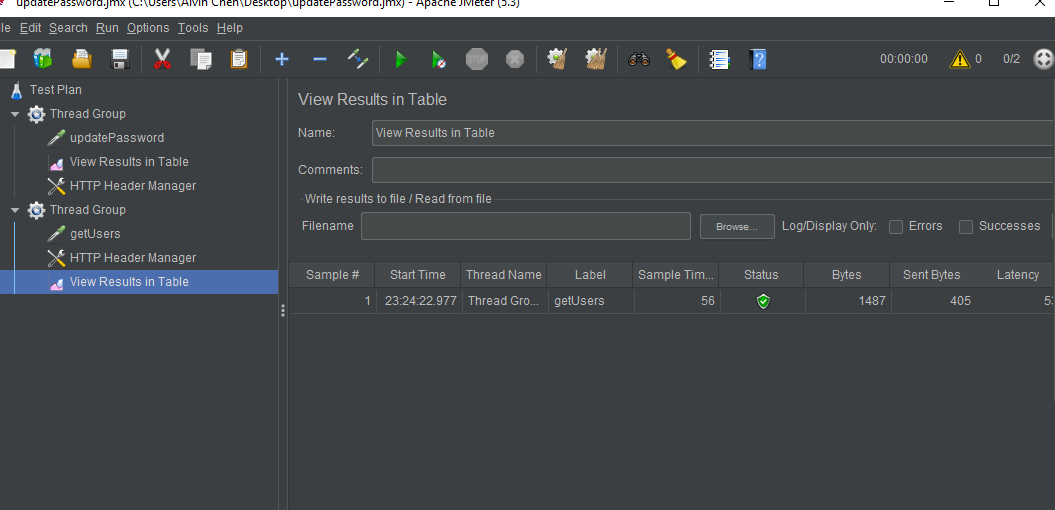 updatePassword.jmx (C:\Users\Alvin Chen\Desktop\updatePassword.jmx) - Apache JMeter (5.3)
le Edit Search Run Options Tools Help
STOP
00:00:00 0 0/2
Test Plan
Thread Group
updatePassword
View Results in Table
HTTP Header Manager
Thread Group
getUsers
HTTP Header Manager
View Results in Table
View Results in Table
Name: View Results in Table
Comments:
Write results to file / Read from file
Filename Browse... Log/Display Only: Errors Successes
Sample # Start Time Thread Name Label Sample Tim... Status Bytes Sent Bytes Latency
1 23:24:22.977 Thread Gro... getUsers 56 1487 405